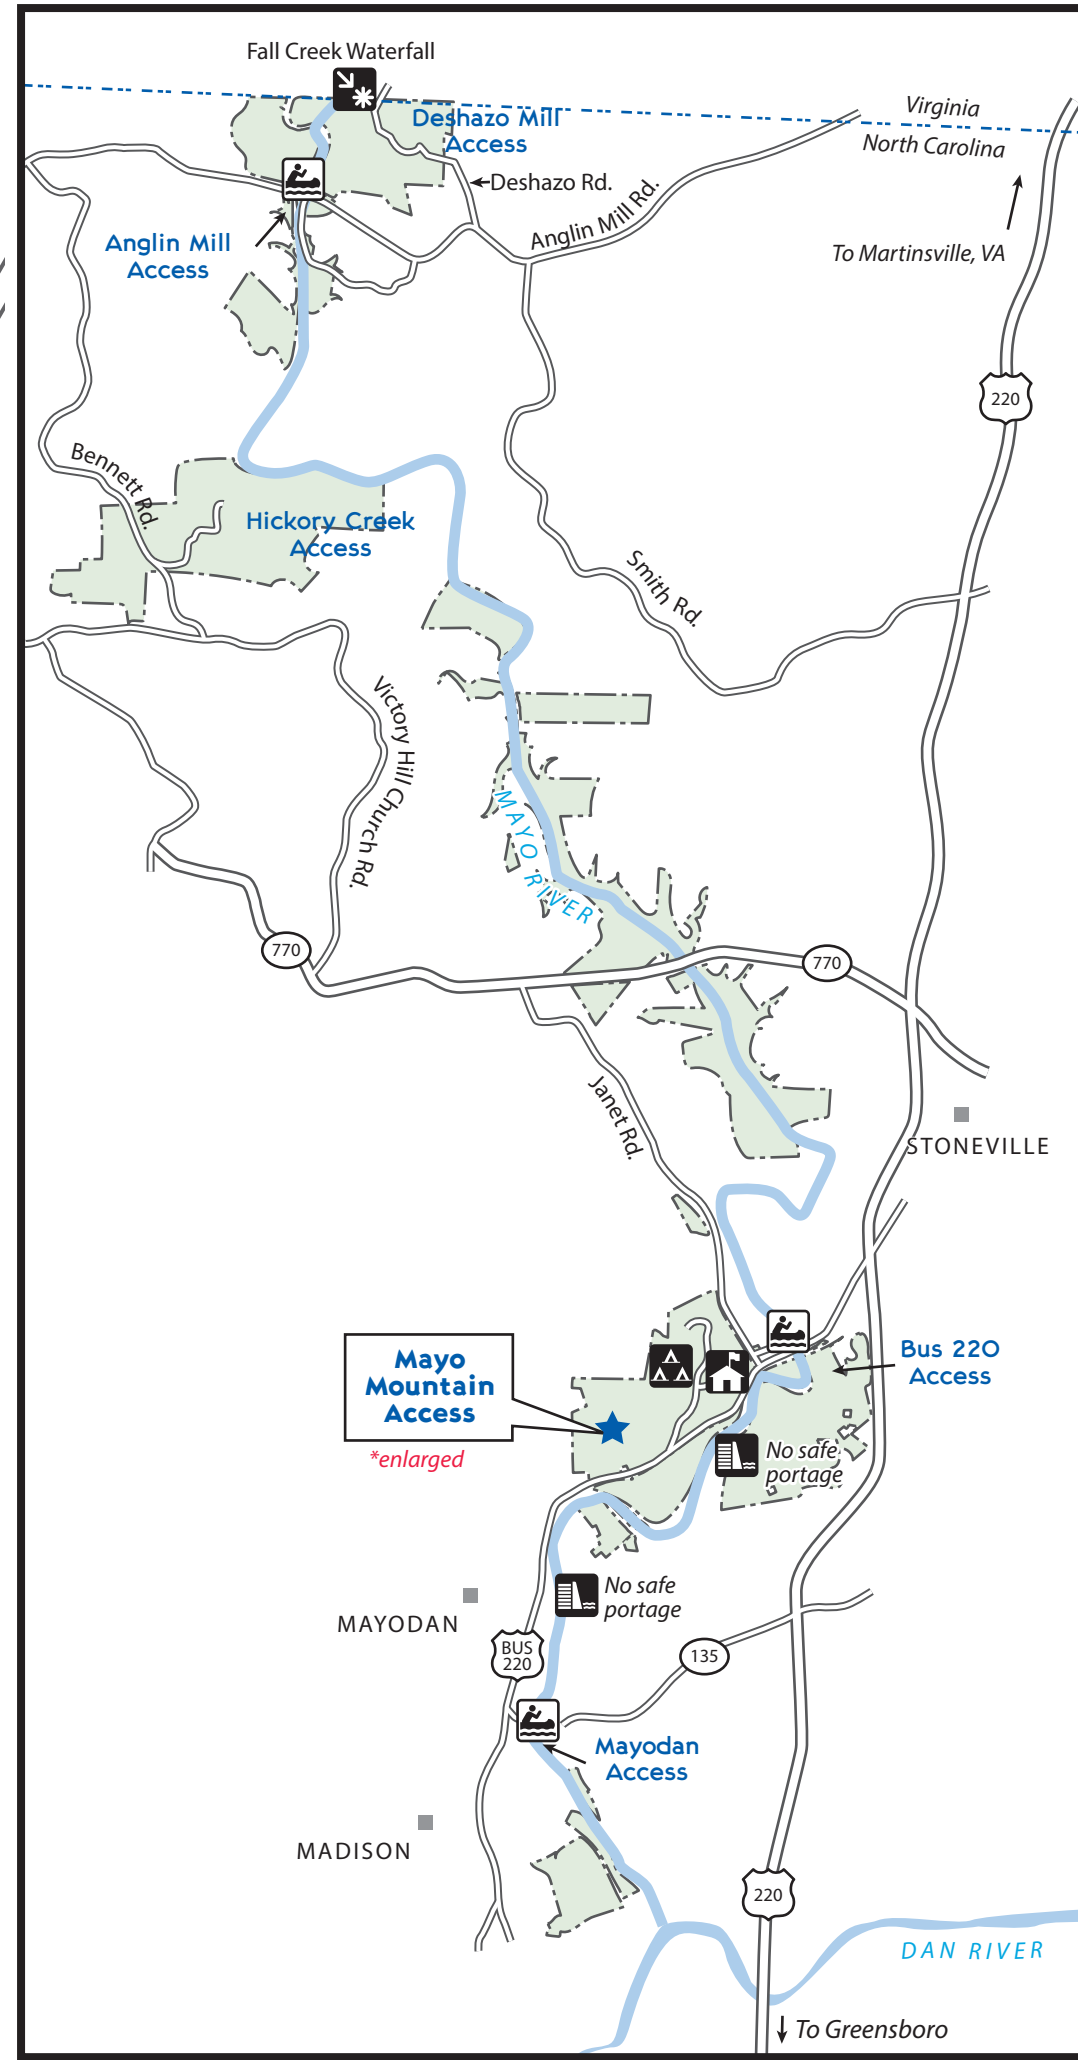 Fall Creek Waterfall
Deshazo Mill
Access
Virginia
North Carolina
Deshazo Rd.
Anglin Mill Rd.
Anglin Mill
Access
To Martinsville, VA
220
Bennett Rd.
Hickory Creek
Access
Smith Rd.
Victory Hill Church Rd.
MAYO RIVER
770
770
Janet Rd.
STONEVILLE
Mayo
Mountain
Access
*enlarged
Bus 220
Access
No safe
portage
No safe
portage
MAYODAN
BUS
220
135
Mayodan
Access
MADISON
220
DAN RIVER
To Greensboro